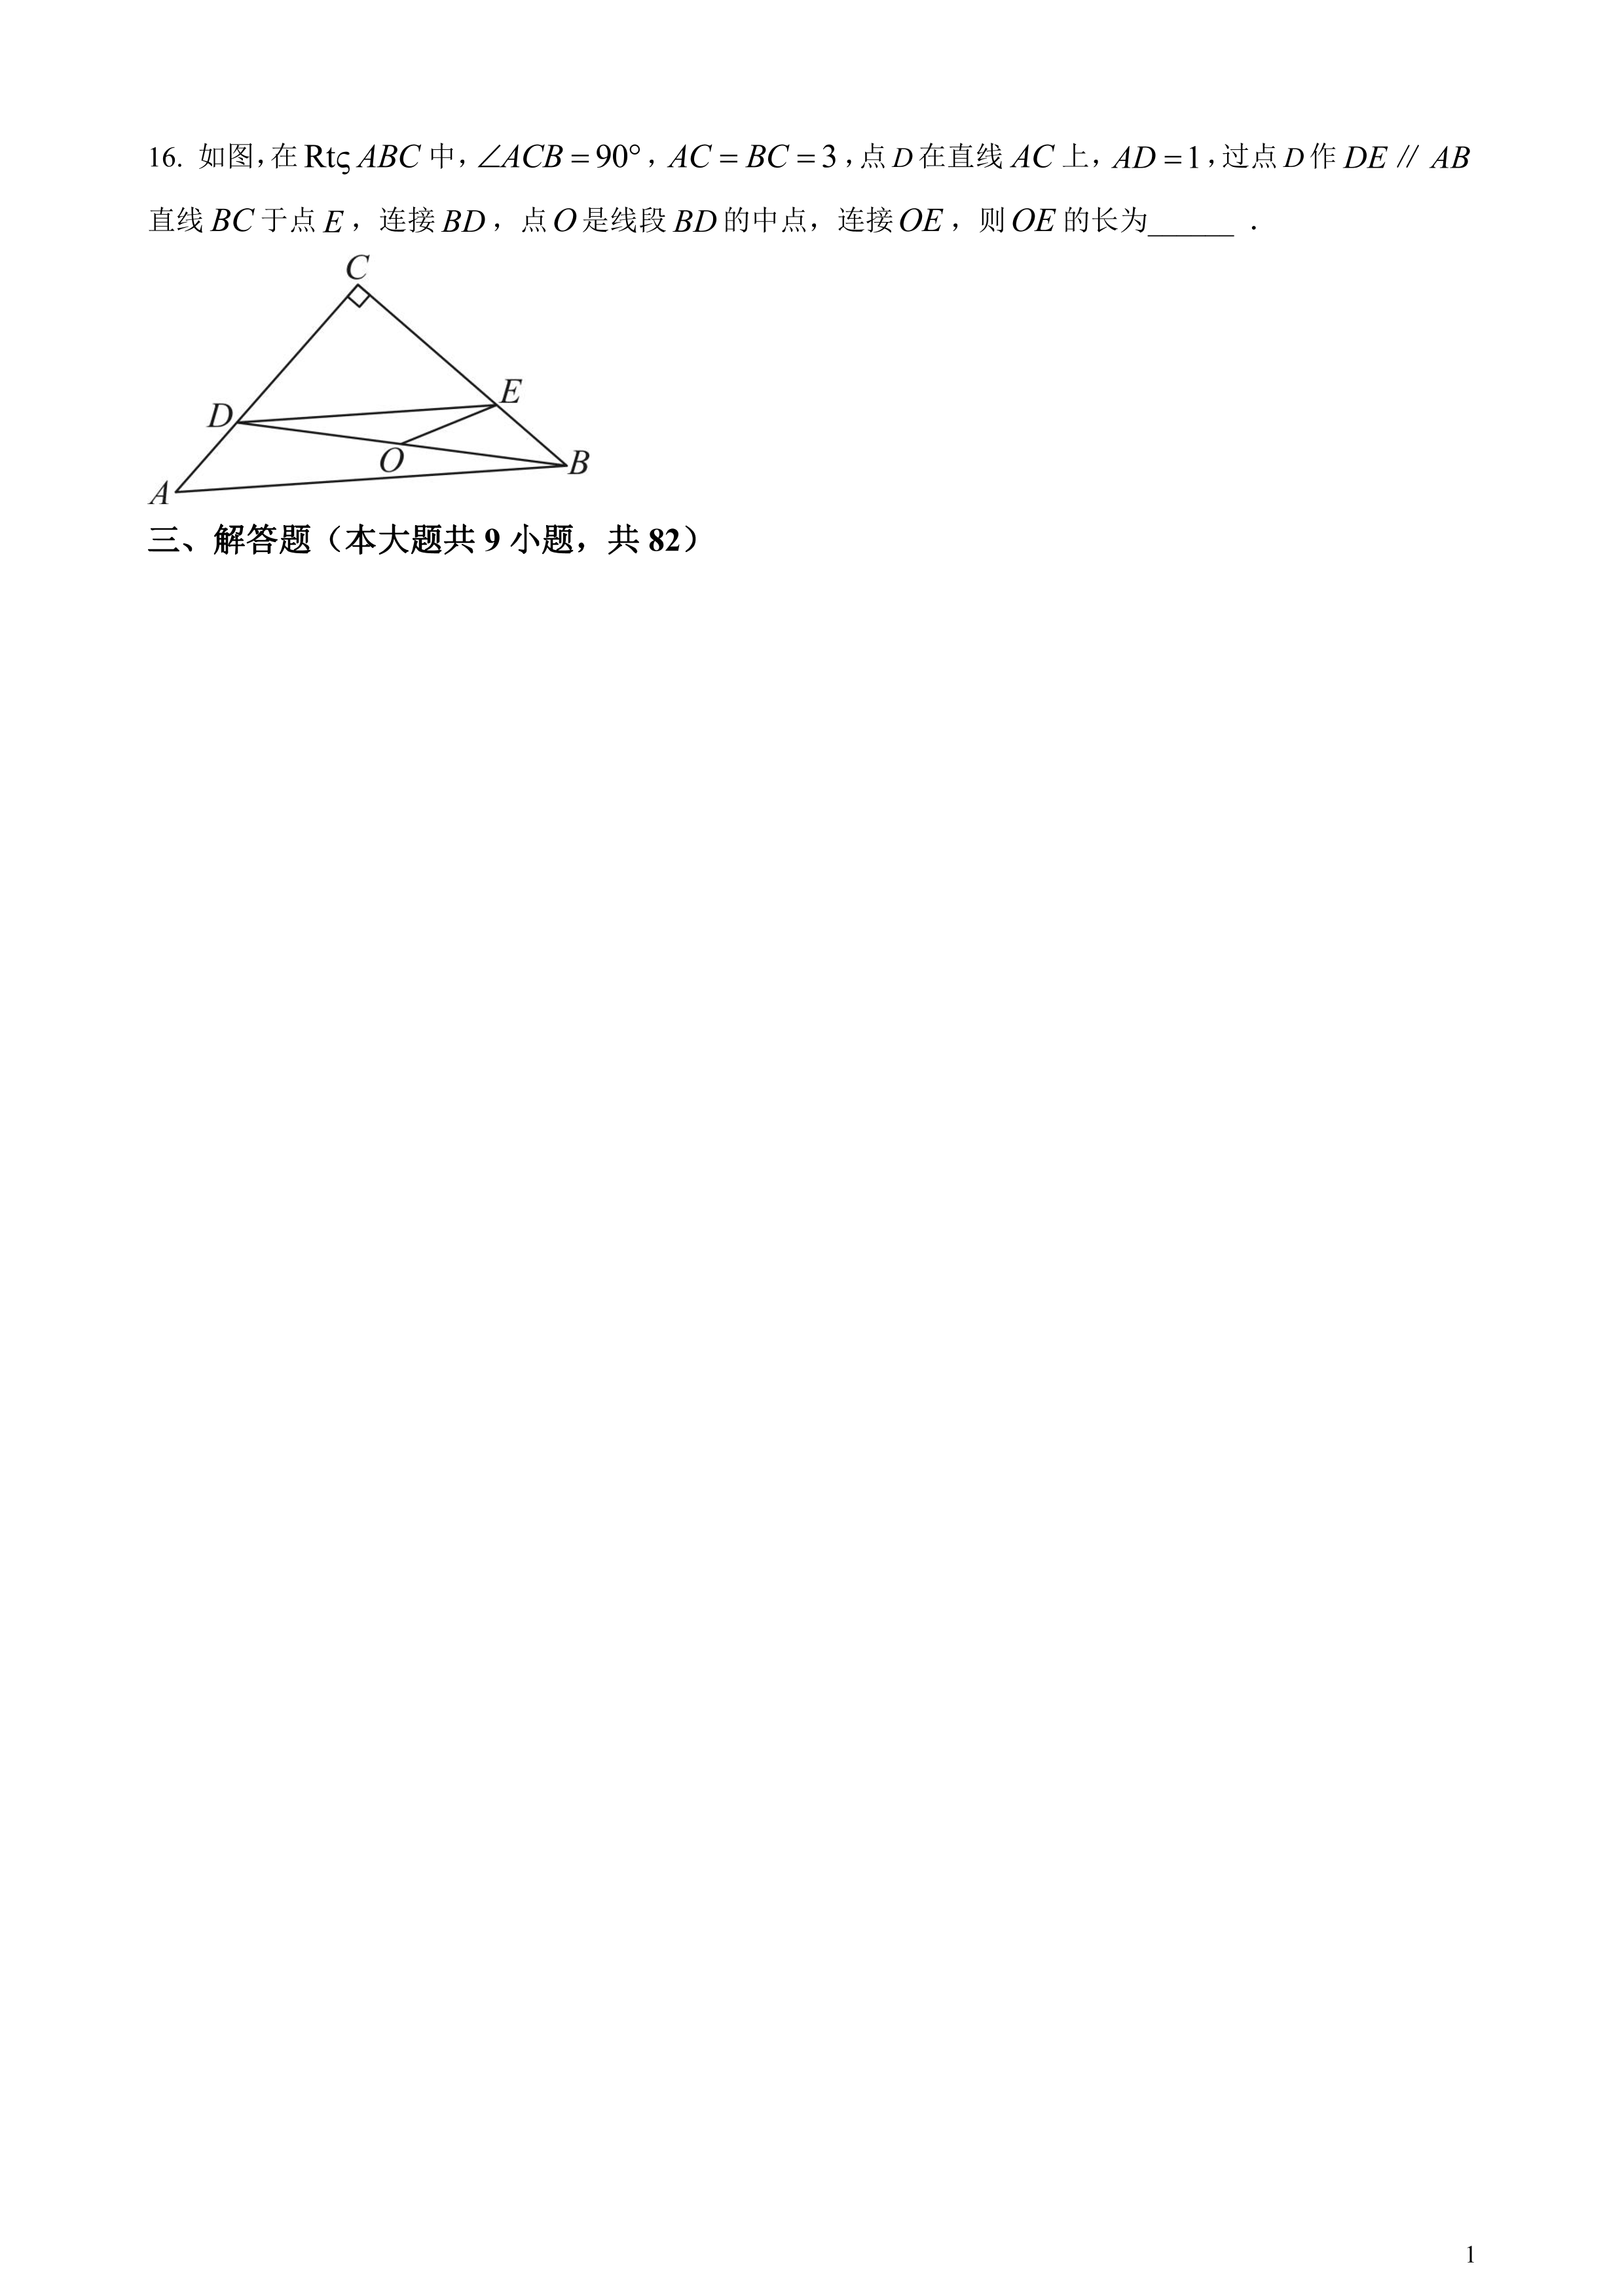 16. 如图,在 Rtς ABC 中, ∠ACB = 90° , AC = BC = 3 ,点 D 在直线 AC 上, AD = 1 ,过点 D 作 DE ∥ AB
直线 BC 于点 E ，连接 BD ，点 O 是线段 BD 的中点，连接 OE ，则 OE 的长为______ ．
C
D
E
O
B
A
三、解答题（本大题共 9 小题，共 82）
1